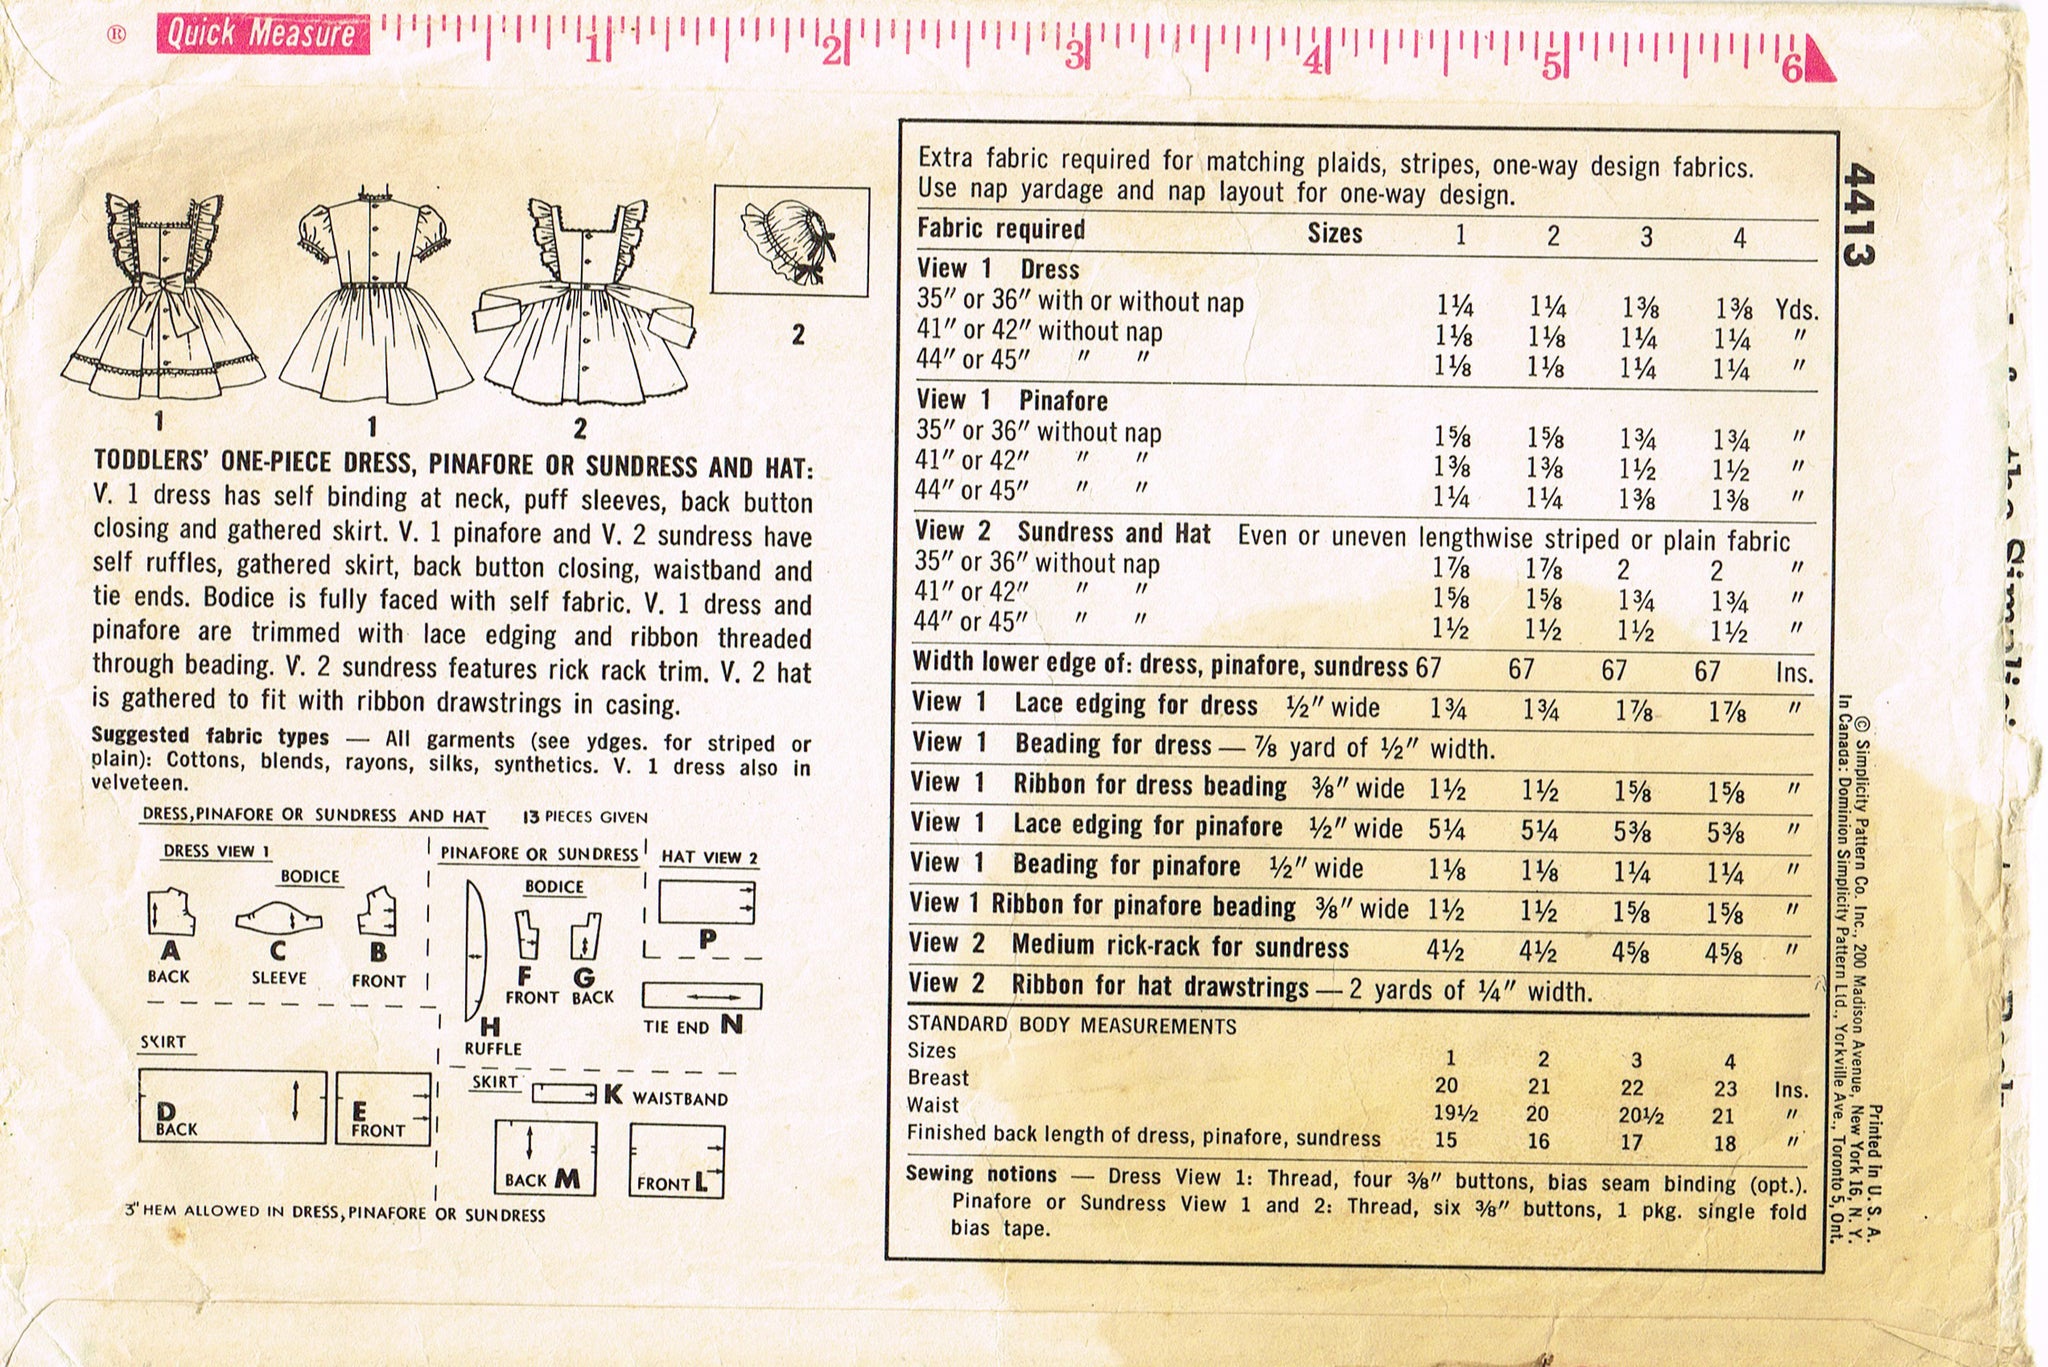 ® Quick Measure 1 2 3 4 5 6
1 1 2 2
TODDLERS' ONE-PIECE DRESS, PINAFORE OR SUNDRESS AND HAT:
V. 1 dress has self binding at neck, puff sleeves, back button
closing and gathered skirt. V. 1 pinafore and V. 2 sundress have
self ruffles, gathered skirt, back button closing, waistband and
tie ends. Bodice is fully faced with self fabric. V. 1 dress and
pinafore are trimmed with lace edging and ribbon threaded
through beading. V. 2 sundress features rick rack trim. V. 2 hat
is gathered to fit with ribbon drawstrings in casing.
Suggested fabric types — All garments (see ydges. for striped or
plain): Cottons, blends, rayons, silks, synthetics. V. 1 dress also in
velveteen.
DRESS, PINAFORE OR SUNDRESS AND HAT 13 PIECES GIVEN
DRESS VIEW 1
BODICE
A
BACK
C
SLEEVE
B
FRONT
PINAFORE OR SUNDRESS
BODICE
H
RUFFLE
F
FRONT
G
BACK
HAT VIEW 2
P
TIE END N
SKIRT
D
BACK
E
FRONT
SKIRT
K WAISTBAND
BACK M
FRONT L
3" HEM ALLOWED IN DRESS, PINAFORE OR SUNDRESS
Extra fabric required for matching plaids, stripes, one-way design fabrics.
Use nap yardage and nap layout for one-way design.
Fabric required Sizes 1 2 3 4
View 1 Dress
35" or 36" with or without nap 1¼ 1¼ 1⅜ 1⅜ Yds.
41" or 42" without nap 1⅛ 1⅛ 1¼ 1¼ "
44" or 45" " " 1⅛ 1⅛ 1¼ 1¼ "
View 1 Pinafore
35" or 36" without nap 1⅝ 1⅝ 1¾ 1¾ "
41" or 42" " " 1⅜ 1⅜ 1½ 1½ "
44" or 45" " " 1¼ 1¼ 1⅜ 1⅜ "
View 2 Sundress and Hat Even or uneven lengthwise striped or plain fabric
35" or 36" without nap 1⅞ 1⅞ 2 2 "
41" or 42" " " 1⅝ 1⅝ 1¾ 1¾ "
44" or 45" " " 1½ 1½ 1½ 1½ "
Width lower edge of: dress, pinafore, sundress 67 67 67 67 Ins.
View 1 Lace edging for dress ½" wide 1¾ 1¾ 1⅞ 1⅞ "
View 1 Beading for dress — ⅞ yard of ½" width.
View 1 Ribbon for dress beading ⅜" wide 1½ 1½ 1⅝ 1⅝ "
View 1 Lace edging for pinafore ½" wide 5¼ 5¼ 5⅜ 5⅜ "
View 1 Beading for pinafore ½" wide 1⅛ 1⅛ 1¼ 1¼ "
View 1 Ribbon for pinafore beading ⅜" wide 1½ 1½ 1⅝ 1⅝ "
View 2 Medium rick-rack for sundress 4½ 4½ 4⅝ 4⅝ "
View 2 Ribbon for hat drawstrings — 2 yards of ¼" width.
STANDARD BODY MEASUREMENTS
Sizes 1 2 3 4
Breast 20 21 22 23 Ins.
Waist 19½ 20 20½ 21 "
Finished back length of dress, pinafore, sundress 15 16 17 18 "
Sewing notions — Dress View 1: Thread, four ⅜" buttons, bias seam binding (opt.).
Pinafore or Sundress View 1 and 2: Thread, six ⅜" buttons, 1 pkg. single fold
bias tape.
4413
Printed in U. S. A.
© Simplicity Pattern Co. Inc., 200 Madison Avenue, New York 16, N. Y.
In Canada: Dominion Simplicity Pattern Ltd., Yorkville Ave., Toronto 5, Ont.